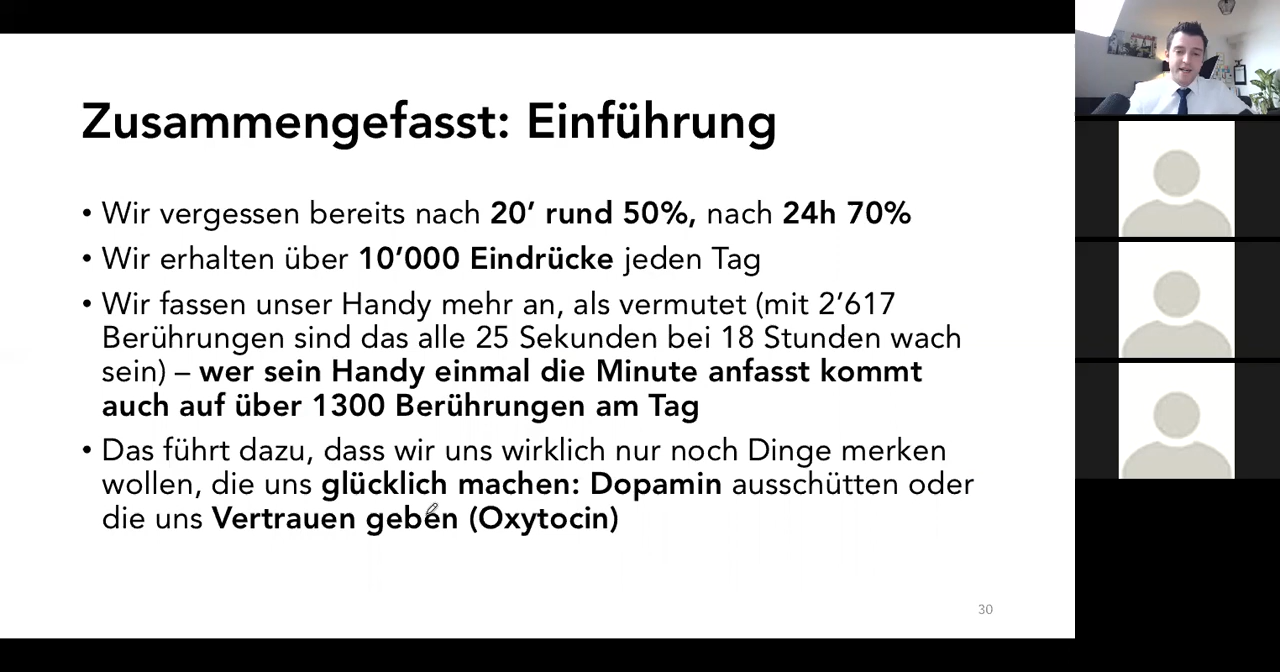 Zusammengefasst: Einführung
• Wir vergessen bereits nach 20’ rund 50%, nach 24h 70%
• Wir erhalten über 10’000 Eindrücke jeden Tag
• Wir fassen unser Handy mehr an, als vermutet (mit 2’617
Berührungen sind das alle 25 Sekunden bei 18 Stunden wach
sein) – wer sein Handy einmal die Minute anfasst kommt
auch auf über 1300 Berührungen am Tag
• Das führt dazu, dass wir uns wirklich nur noch Dinge merken
wollen, die uns glücklich machen: Dopamin ausschütten oder
die uns Vertrauen geben (Oxytocin)
30